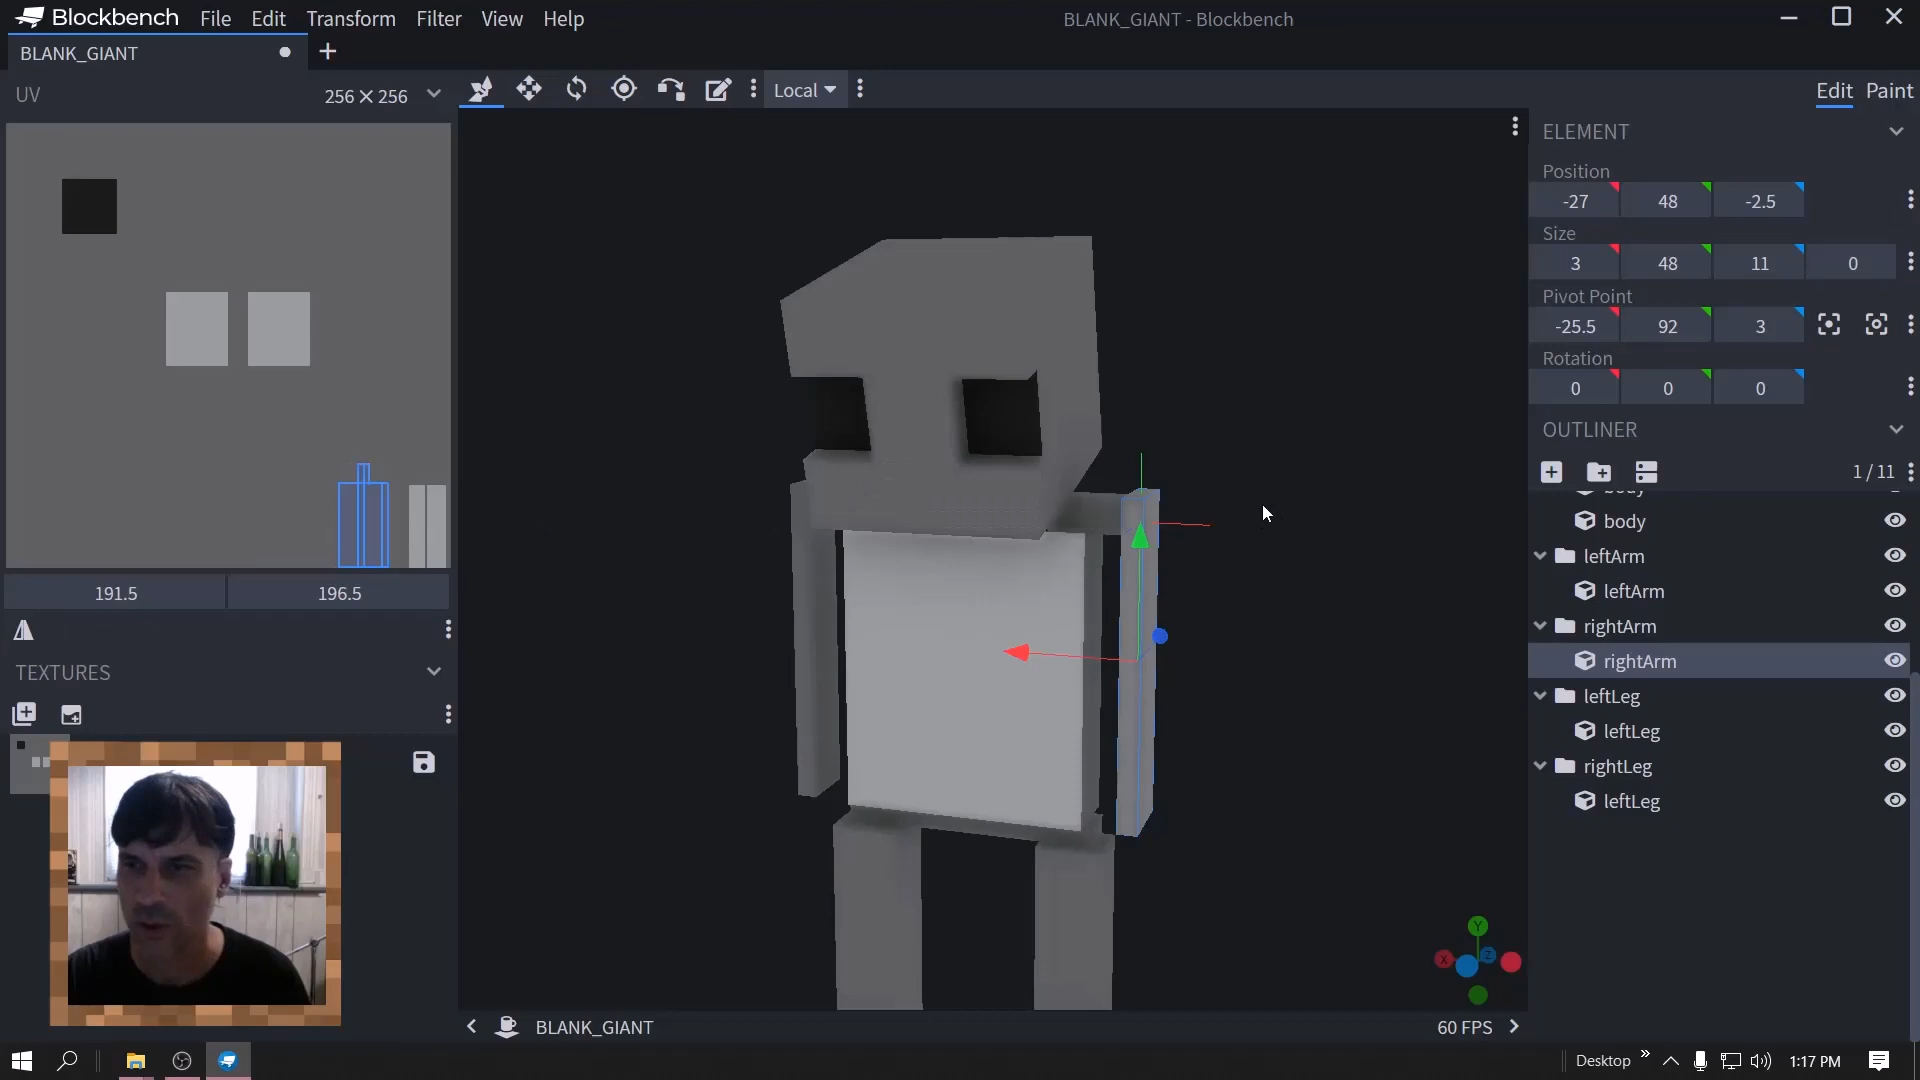 Blockbench File Edit Transform Filter View Help
BLANK_GIANT - Blockbench
BLANK_GIANT
UV 256 × 256
Local
Edit Paint
ELEMENT
Position
-27 48 -2.5
Size
3 48 11 0
Pivot Point
-25.5 92 3
Rotation
0 0 0
OUTLINER
1 / 11
body
body
leftArm
leftArm
rightArm
rightArm
leftLeg
leftLeg
rightLeg
leftLeg
191.5 196.5
TEXTURES
Y
X Z
BLANK_GIANT
60 FPS
Desktop
1:17 PM